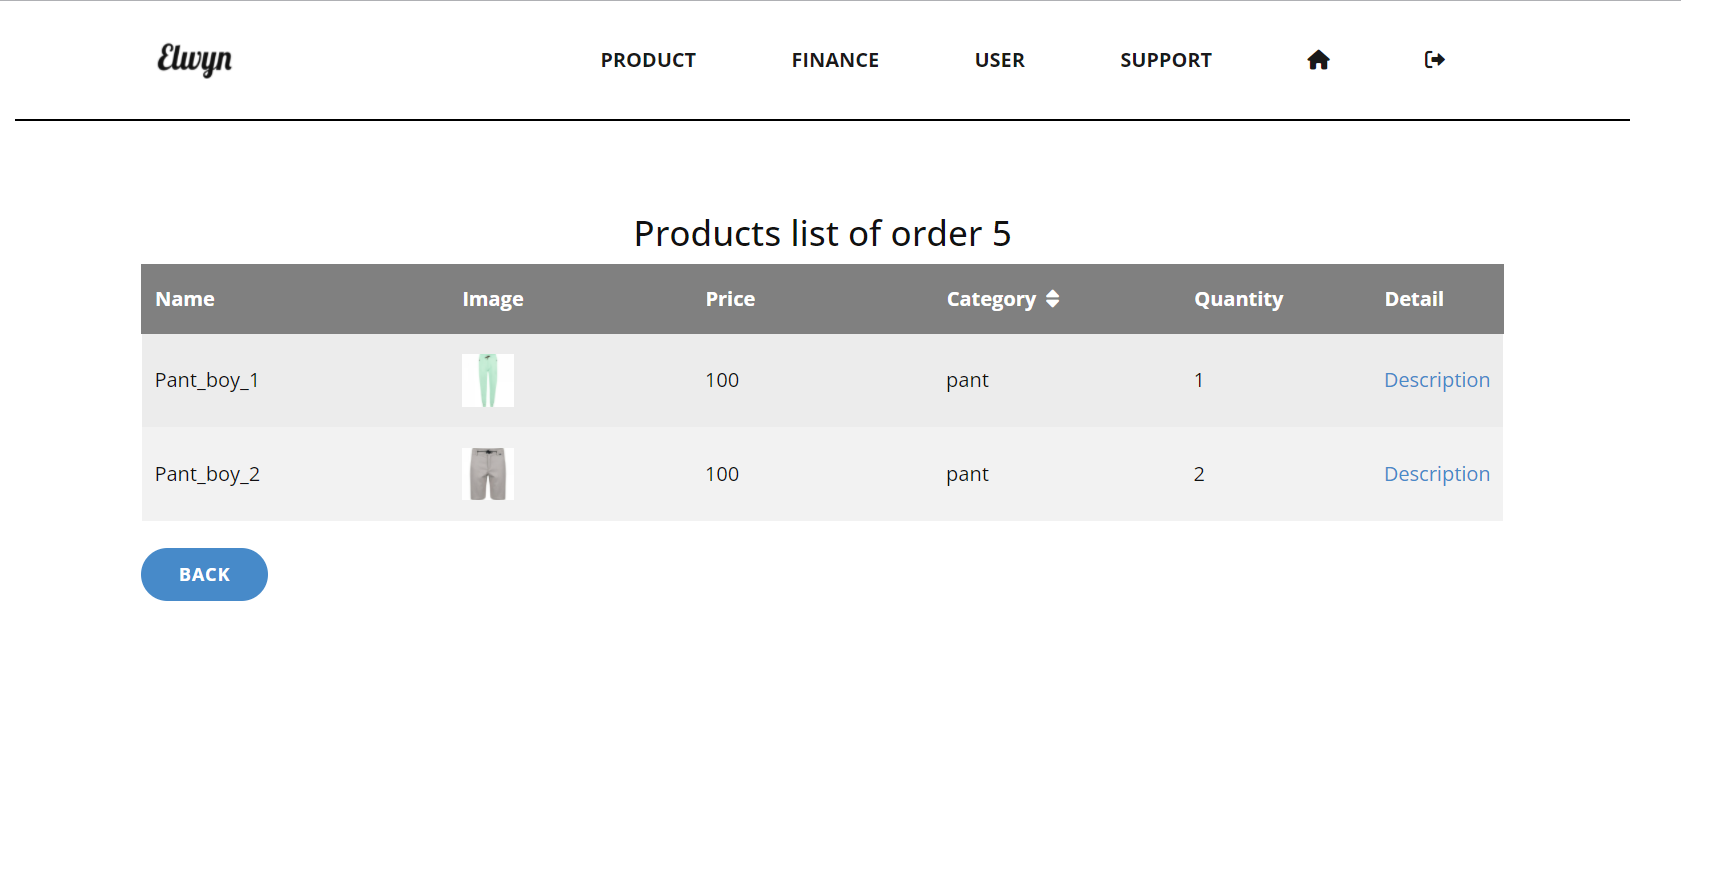 Elwyn PRODUCT FINANCE USER SUPPORT
Products list of order 5
Name Image Price Category Quantity Detail
Pant_boy_1 100 pant 1 Description
Pant_boy_2 100 pant 2 Description
BACK